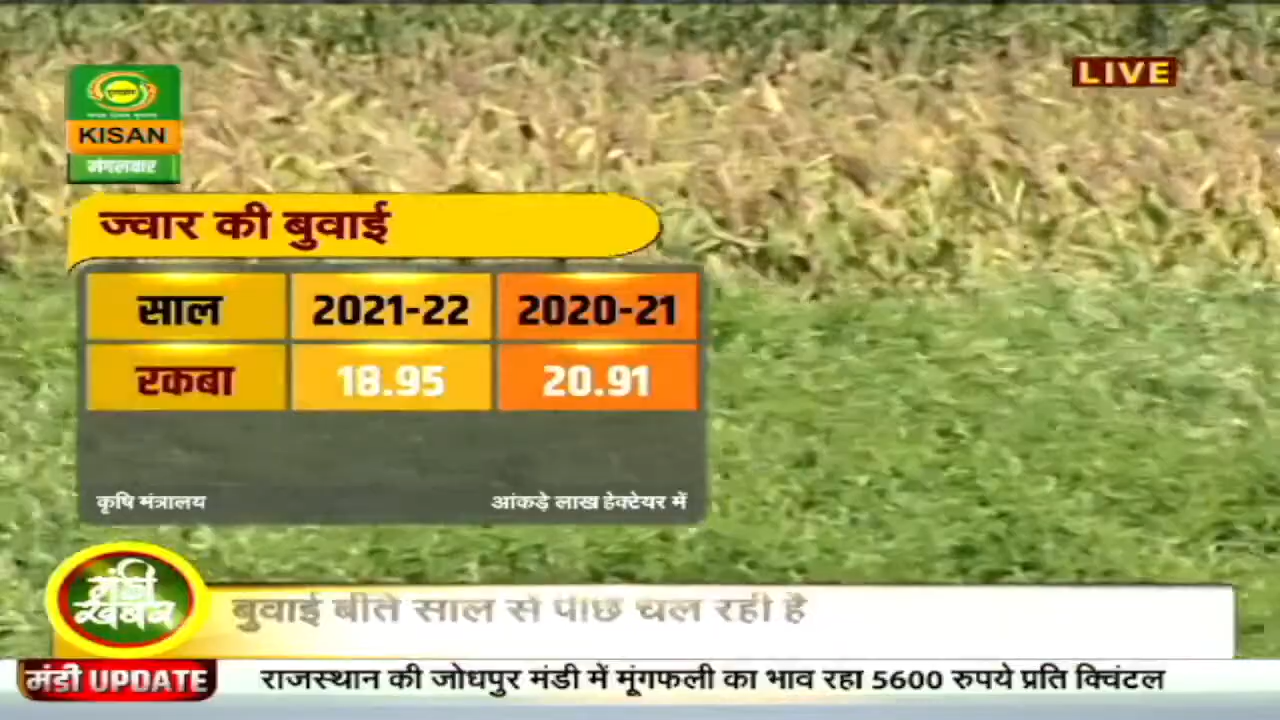 LIVE
KISAN
मंगलवार
ज्वार की बुवाई
साल 2021-22 2020-21
रकबा 18.95 20.91
कृषि मंत्रालय आंकड़े लाख हेक्टेयर में
मंडी
खबर
बुवाई बीते साल से पीछे चल रही है
मंडी UPDATE राजस्थान की जोधपुर मंडी में मूंगफली का भाव रहा 5600 रुपये प्रति क्विंटल